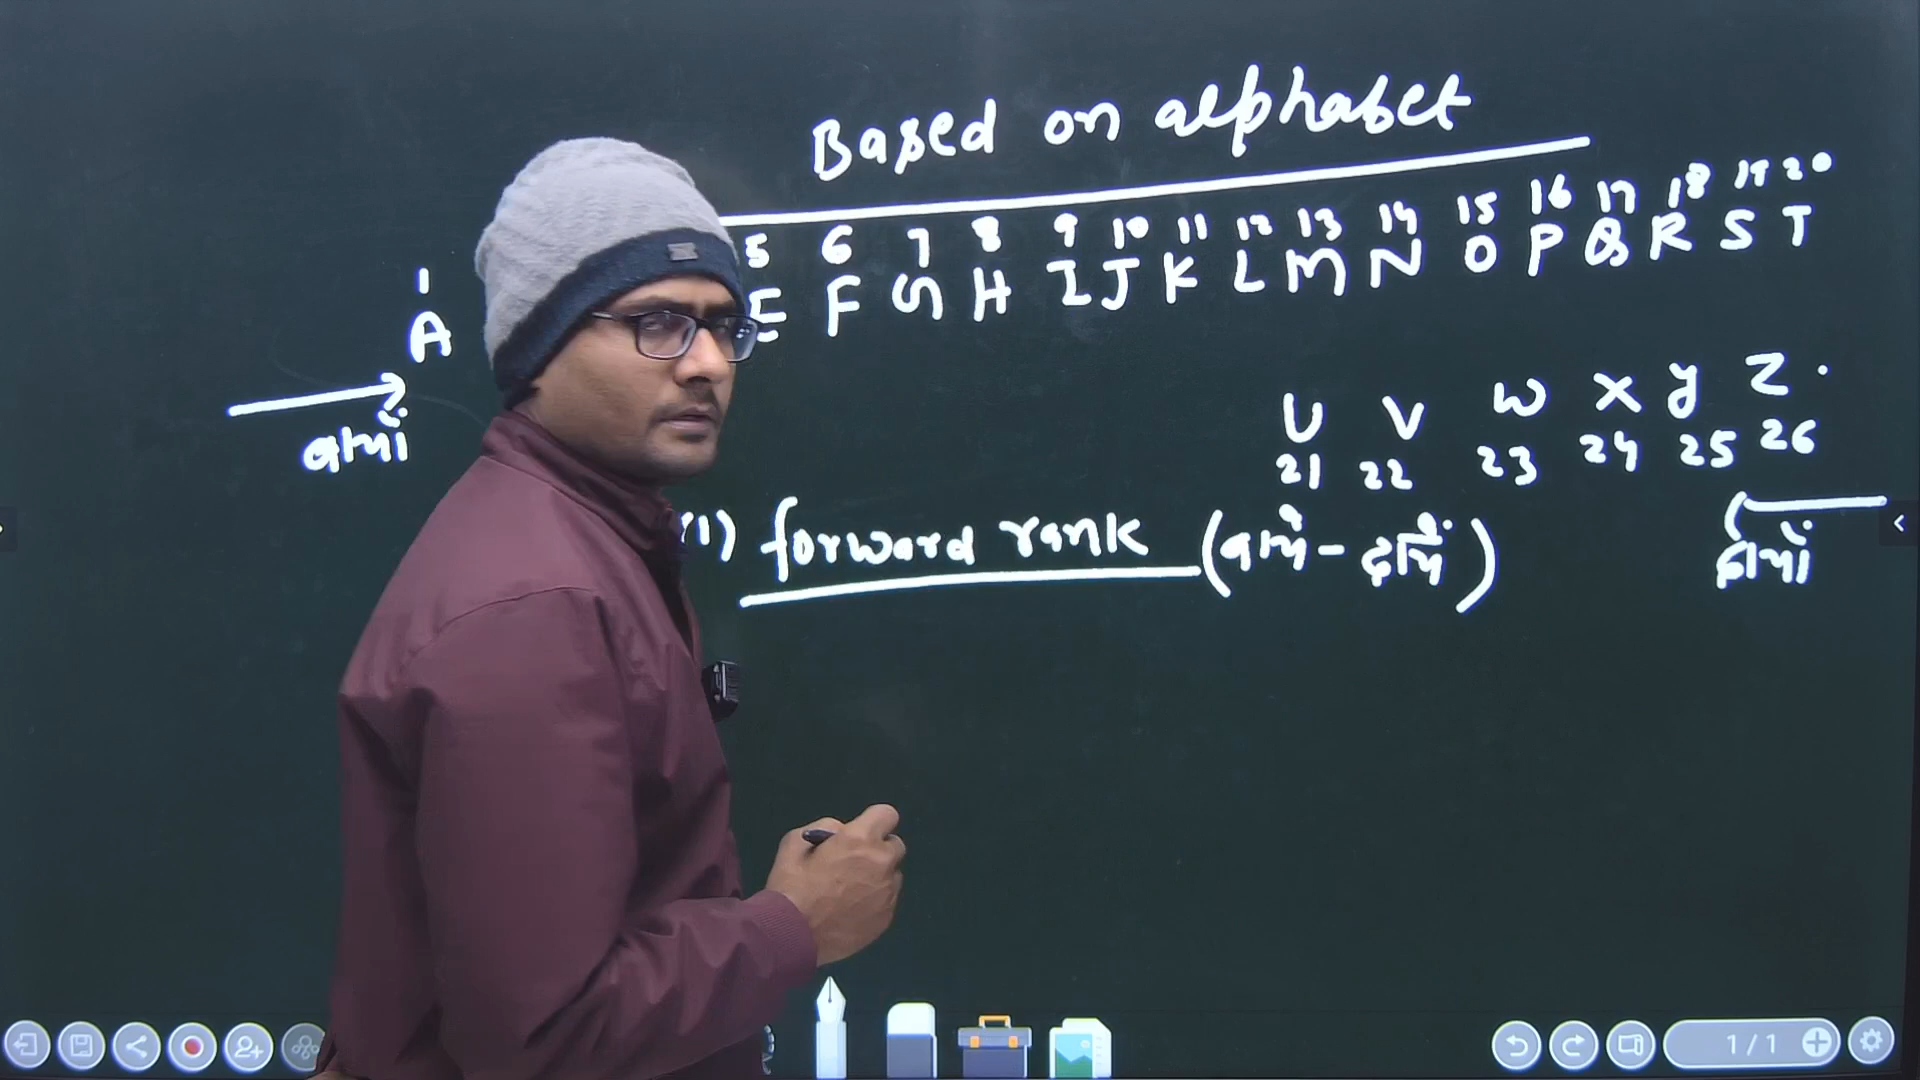 Based on alphabet
1 5 6 7 8 9 10 11 12 13 14 15 16 17 18 19 20
A E F G H I J K L M N O P Q R S T
बायाँ
U V W X Y Z .
21 22 23 24 25 26
(1) forward rank (बायें - दायें)
दायाँ
1/1